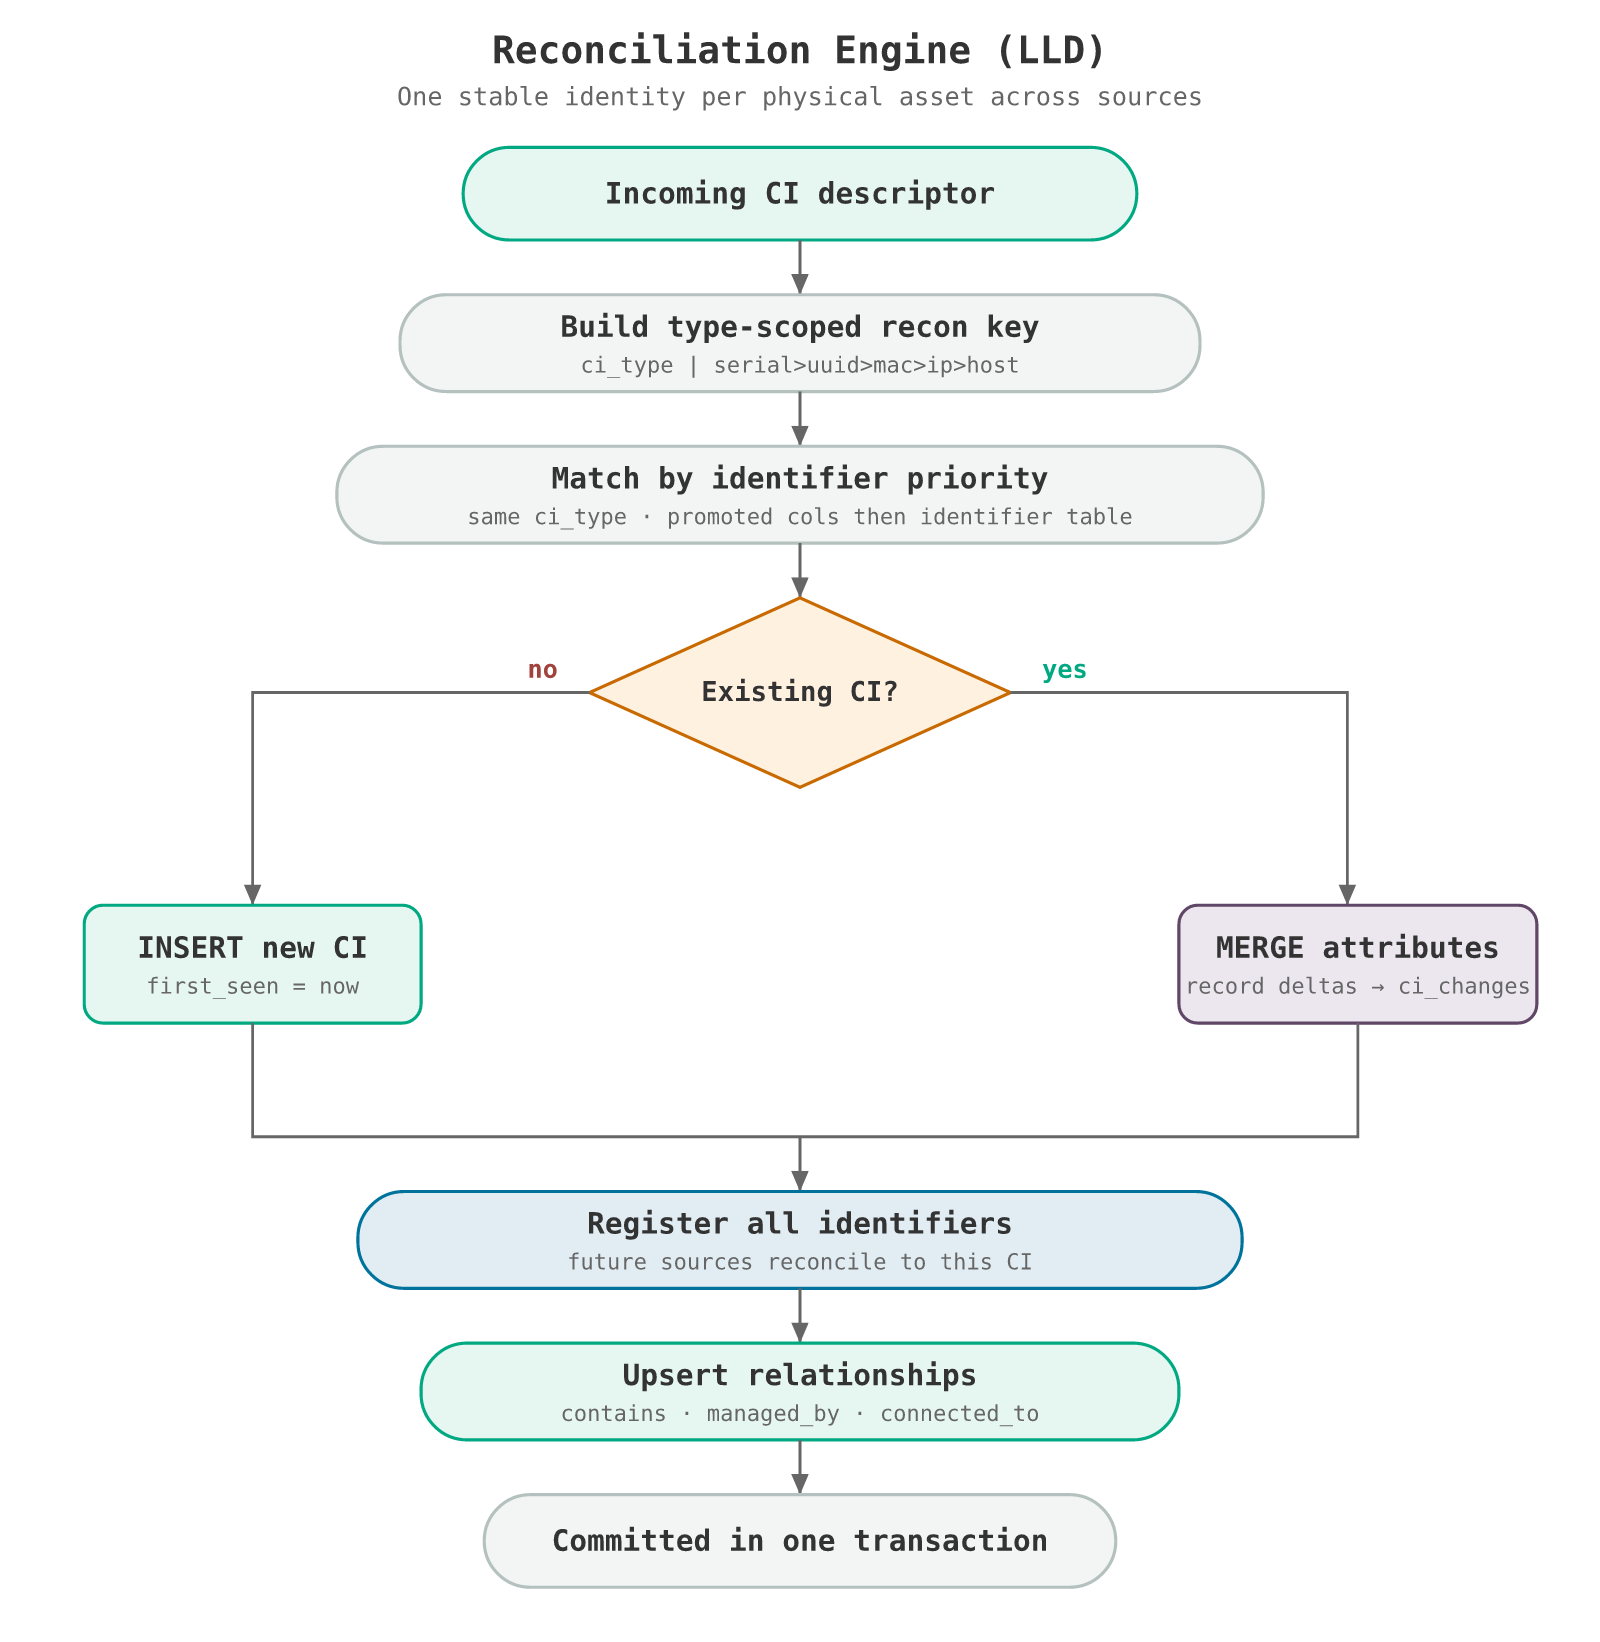 Reconciliation Engine (LLD)
One stable identity per physical asset across sources
Incoming CI descriptor
Build type-scoped recon key
ci_type | serial>uuid>mac>ip>host
Match by identifier priority
same ci_type · promoted cols then identifier table
no
Existing CI?
yes
INSERT new CI
first_seen = now
MERGE attributes
record deltas → ci_changes
Register all identifiers
future sources reconcile to this CI
Upsert relationships
contains · managed_by · connected_to
Committed in one transaction